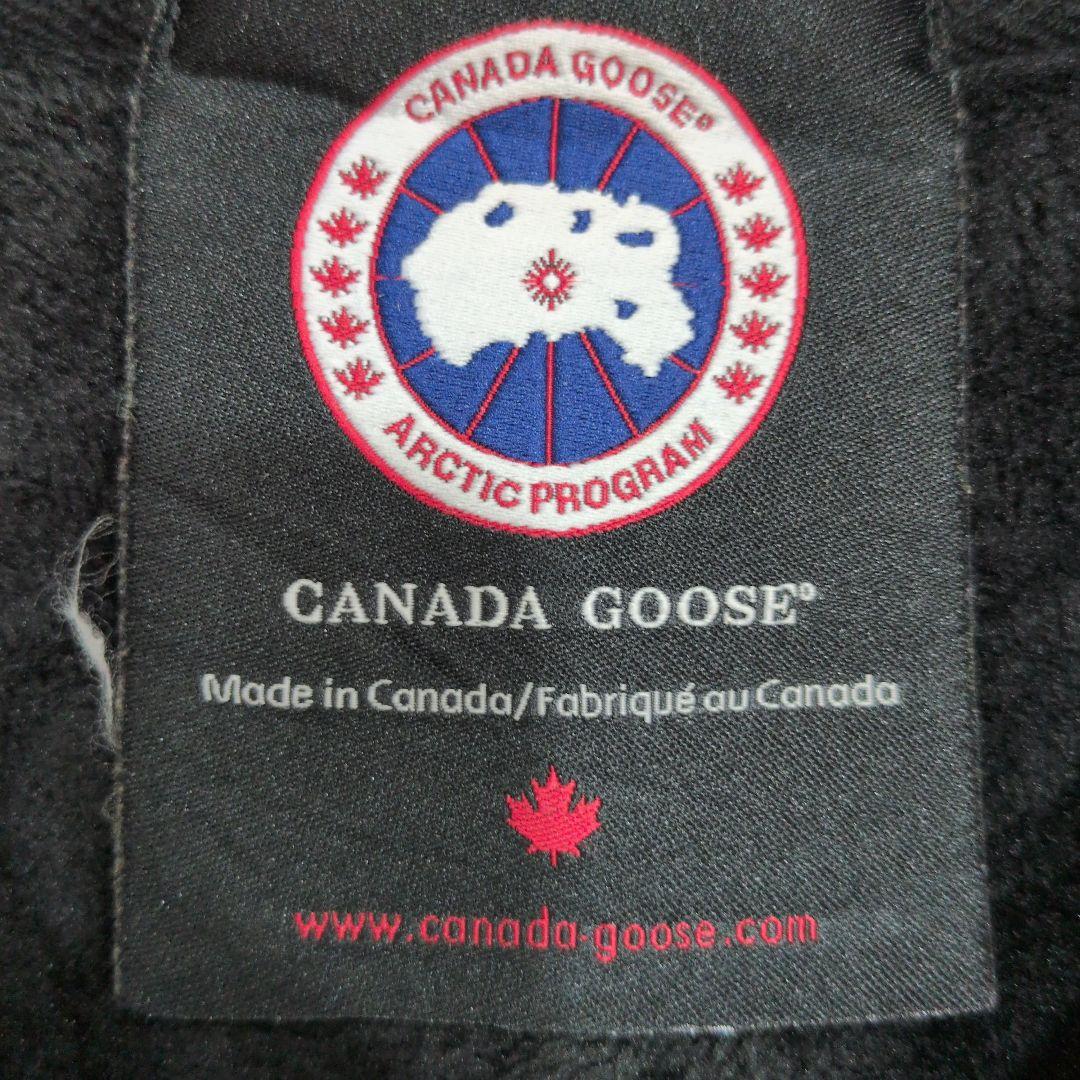 CANADA GOOSE®
ARCTIC PROGRAM
CANADA GOOSE®
Made in Canada/Fabriqué au Canada
www.canada-goose.com